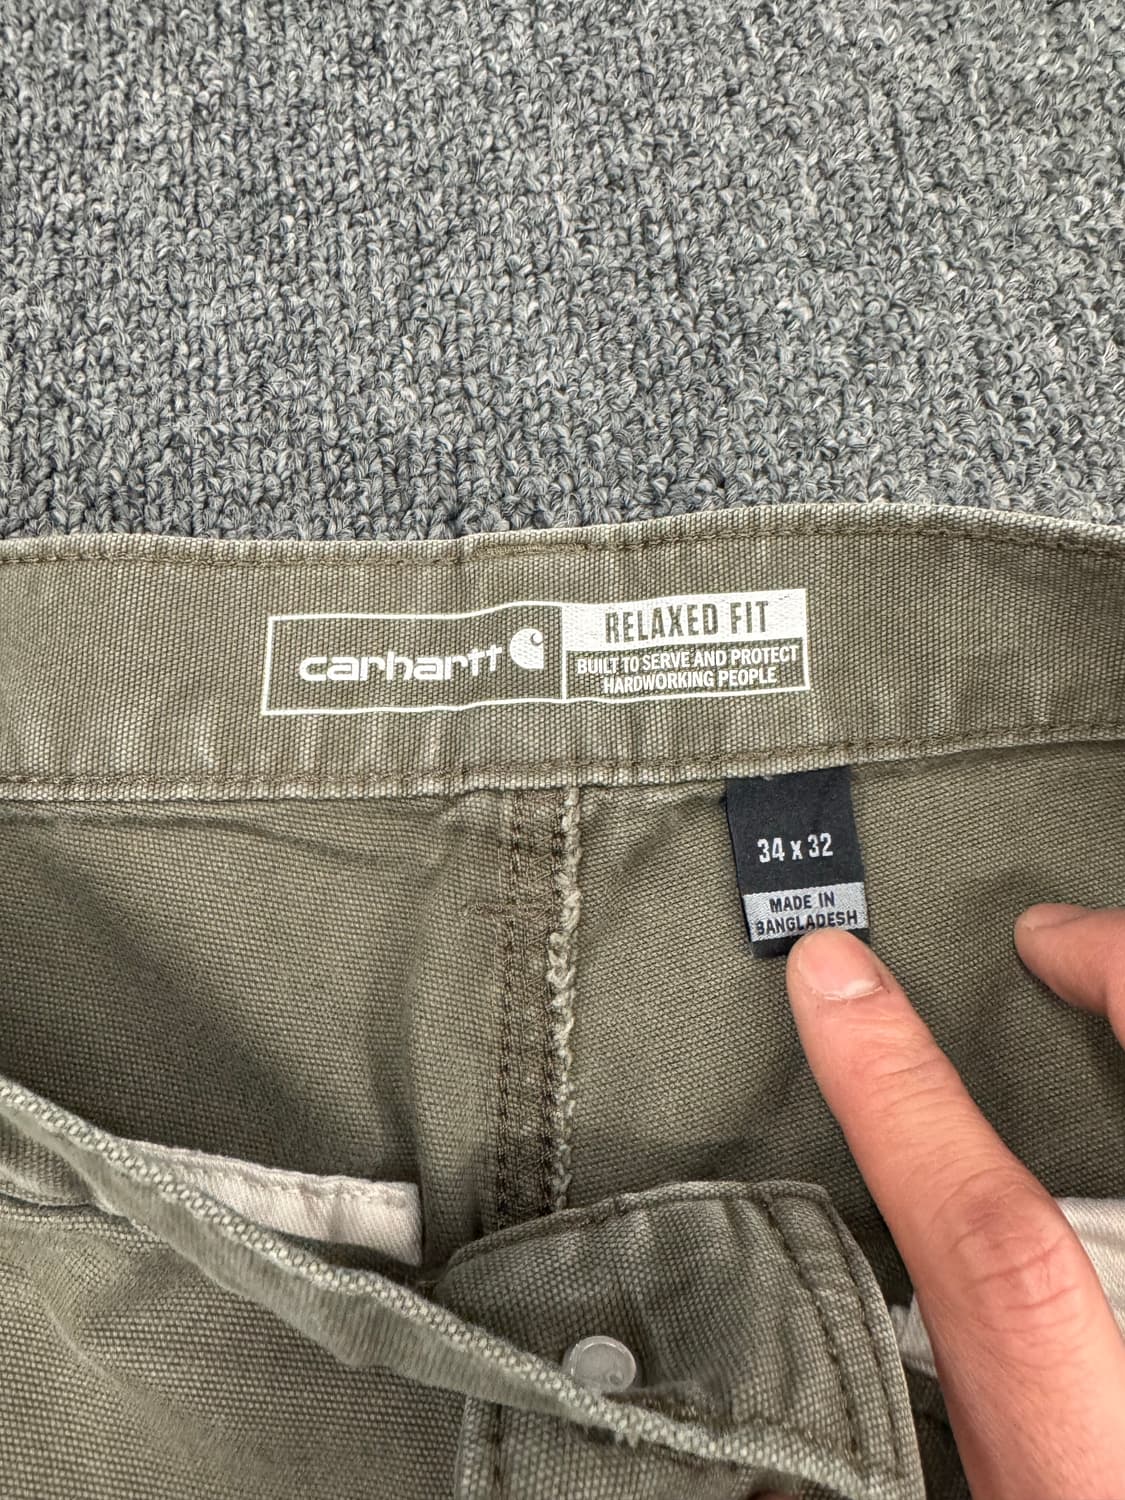 carhartt
RELAXED FIT
BUILT TO SERVE AND PROTECT
HARDWORKING PEOPLE
34 x 32
MADE IN
BANGLADESH